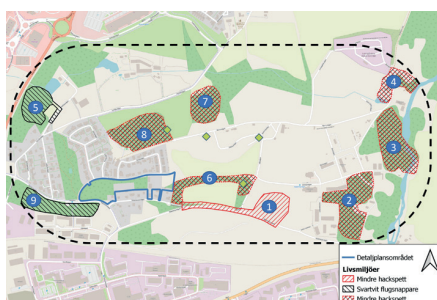 4
5
7
8
3
6
2
9
1
Detaljplansområdet
Livsmiljöer
Mindre hackspett
Svartvit flugsnappare
Mindre hackspett